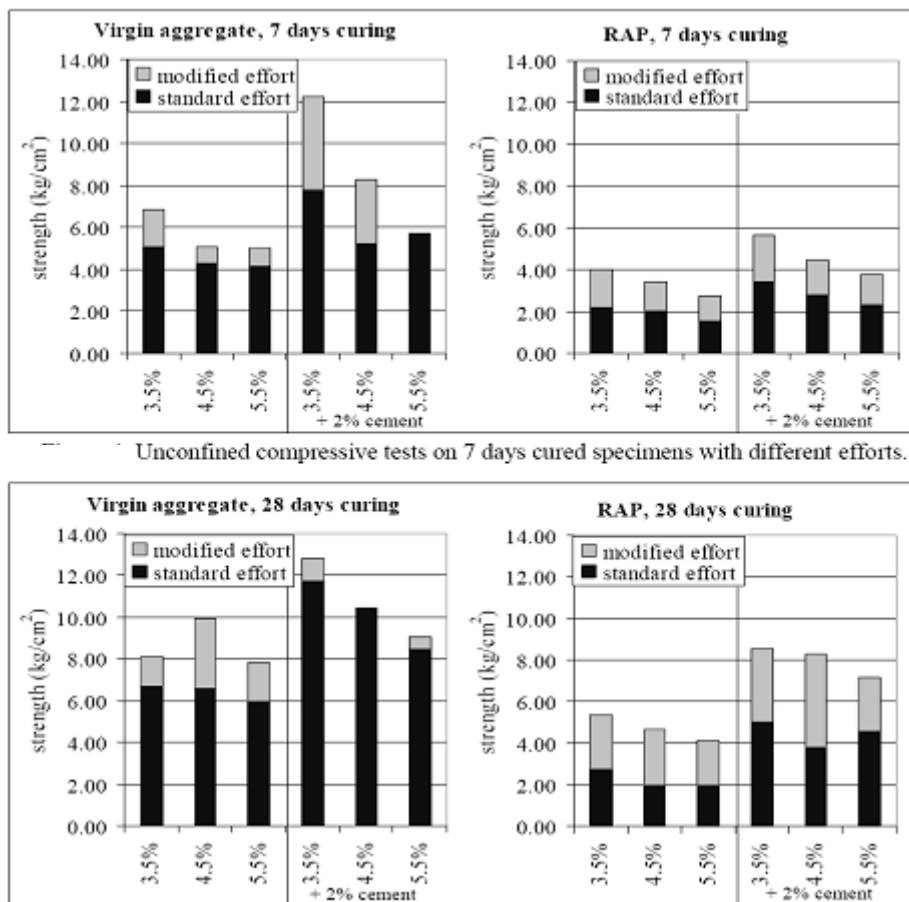 Virgin aggregate, 7 days curing
14.00
12.00
10.00
8.00
6.00
4.00
2.00
0.00
strength (kg/cm²)
modified effort
standard effort
3.5%
4.5%
5.5%
3.5%
4.5%
5.5%
+ 2% cement
RAP, 7 days curing
14.00
12.00
10.00
8.00
6.00
4.00
2.00
0.00
strength (kg/cm²)
modified effort
standard effort
3.5%
4.5%
5.5%
3.5%
4.5%
5.5%
+ 2% cement
Unconfined compressive tests on 7 days cured specimens with different efforts.
Virgin aggregate, 28 days curing
14.00
12.00
10.00
8.00
6.00
4.00
2.00
0.00
strength (kg/cm²)
modified effort
standard effort
3.5%
4.5%
5.5%
3.5%
4.5%
5.5%
+ 2% cement
RAP, 28 days curing
14.00
12.00
10.00
8.00
6.00
4.00
2.00
0.00
strength (kg/cm²)
modified effort
standard effort
3.5%
4.5%
5.5%
3.5%
4.5%
5.5%
+ 2% cement